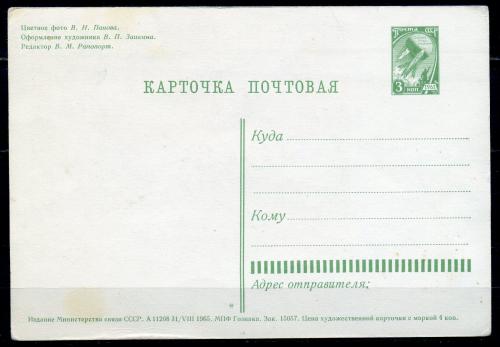 Цветное фото В. Н. Панова.
Оформление художника В. П. Зашкина.
Редактор В. М. Рапопорт.
ПОЧТА СССР
3 КОП
КАРТОЧКА ПОЧТОВАЯ
Куда
Кому
Адрес отправителя:
Издание Министерства связи СССР. А 11208 31/VIII 1965. МПФ Гознака. Зак. 15057. Цена художественной карточки с маркой 4 коп.